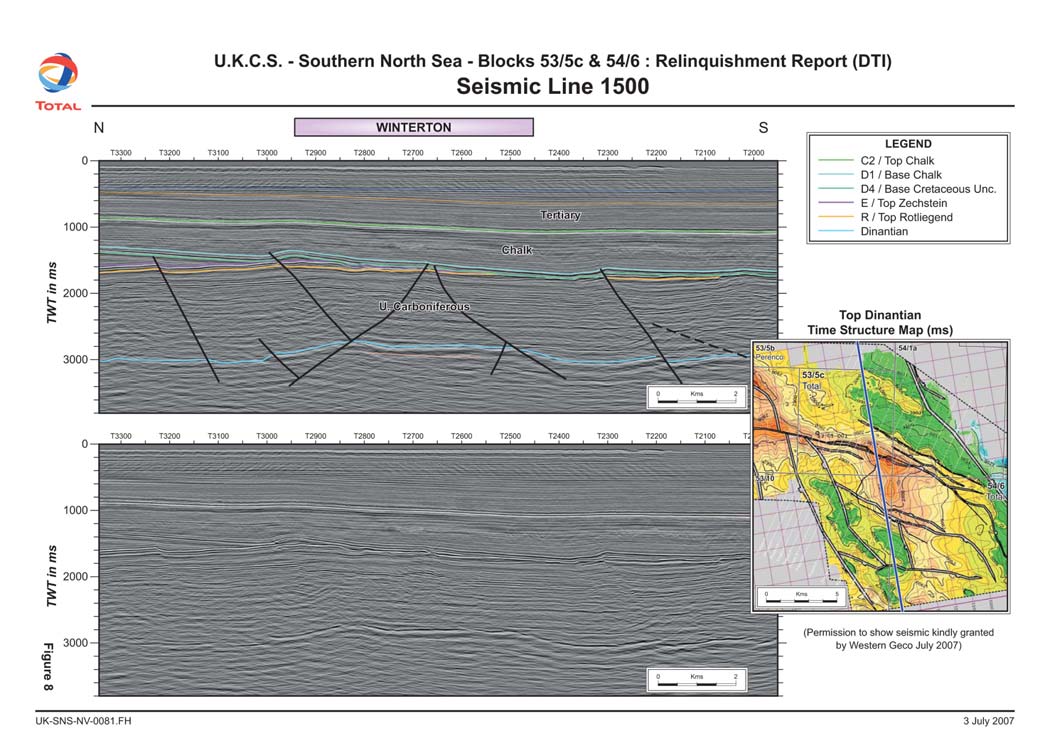 U.K.C.S. - Southern North Sea - Blocks 53/5c & 54/6 : Relinquishment Report (DTI)
Seismic Line 1500
TOTAL
N
WINTERTON
S
T3300 T3200 T3100 T3000 T2900 T2800 T2700 T2600 T2500 T2400 T2300 T2200 T2100 T2000
0
1000
2000
3000
TWT in ms
Tertiary
Chalk
U. Carboniferous
0 Kms 2
LEGEND
C2 / Top Chalk
D1 / Base Chalk
D4 / Base Cretaceous Unc.
E / Top Zechstein
R / Top Rotliegend
Dinantian
Top Dinantian
Time Structure Map (ms)
53/5b
Perenco
54/1a
53/5c
Total
53/10
54/6
Total
0 Kms 5
T3300 T3200 T3100 T3000 T2900 T2800 T2700 T2600 T2500 T2400 T2300 T2200 T2100
0
1000
2000
3000
TWT in ms
0 Kms 2
(Permission to show seismic kindly granted
by Western Geco July 2007)
Figure 8
UK-SNS-NV-0081.FH
3 July 2007